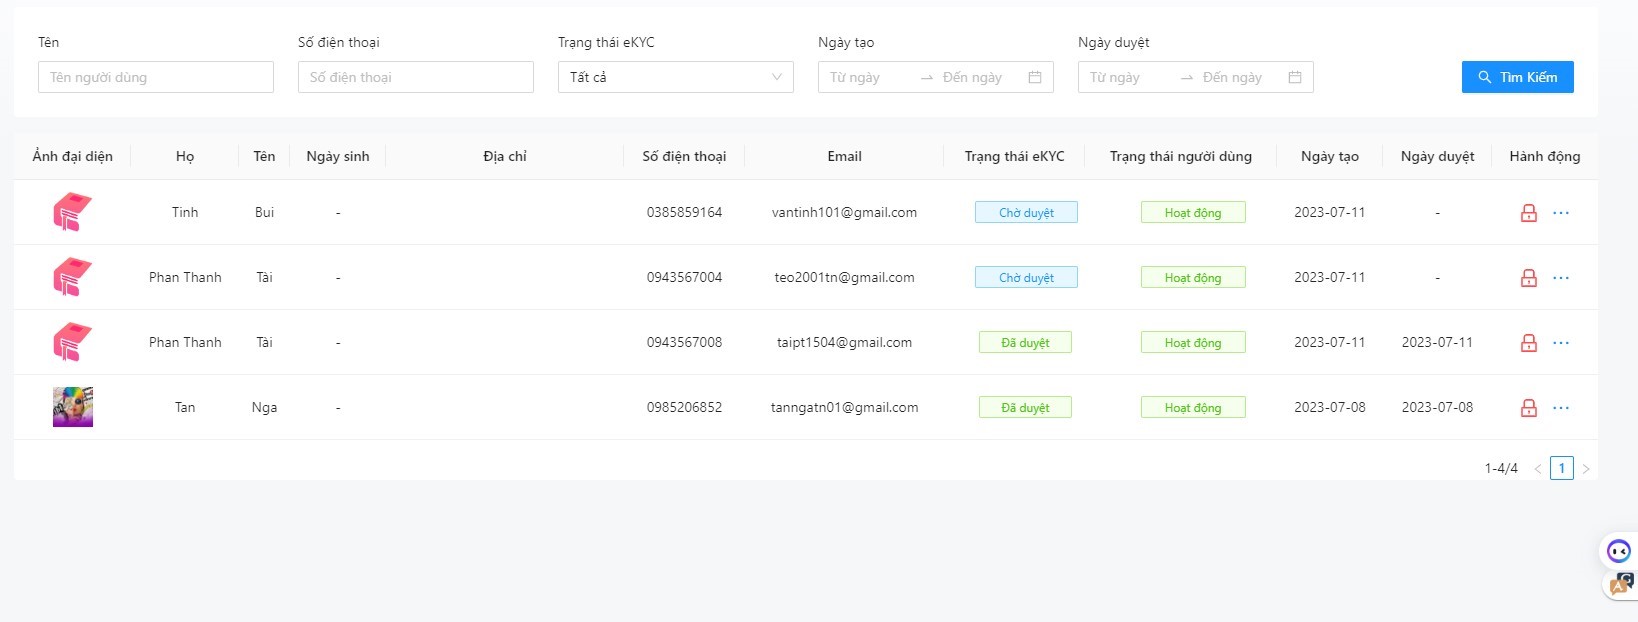 Tên Số điện thoại Trạng thái eKYC Ngày tạo Ngày duyệt
Tên người dùng Số điện thoại Tất cả Từ ngày → Đến ngày Từ ngày → Đến ngày Tìm Kiếm
Ảnh đại diện Họ Tên Ngày sinh Địa chỉ Số điện thoại Email Trạng thái eKYC Trạng thái người dùng Ngày tạo Ngày duyệt Hành động
Tinh Bui - 0385859164 vantinh101@gmail.com Chờ duyệt Hoạt động 2023-07-11 - ...
Phan Thanh Tài - 0943567004 teo2001tn@gmail.com Chờ duyệt Hoạt động 2023-07-11 - ...
Phan Thanh Tài - 0943567008 taipt1504@gmail.com Đã duyệt Hoạt động 2023-07-11 2023-07-11 ...
Tan Nga - 0985206852 tanngatn01@gmail.com Đã duyệt Hoạt động 2023-07-08 2023-07-08 ...
1-4/4 < 1 >